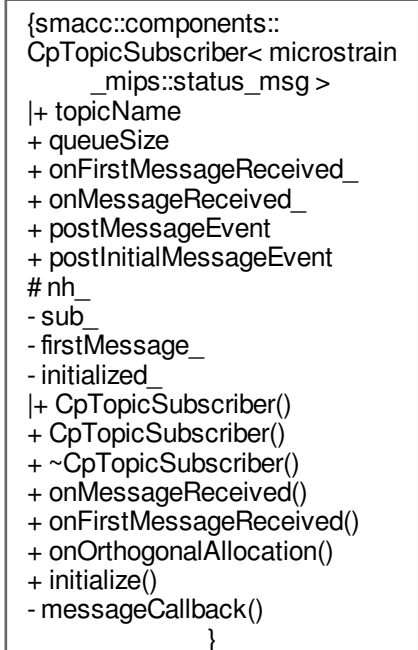 {smacc::components::
CpTopicSubscriber< microstrain
_mips::status_msg >
|+ topicName
+ queueSize
+ onFirstMessageReceived_
+ onMessageReceived_
+ postMessageEvent
+ postInitialMessageEvent
# nh_
- sub_
- firstMessage_
- initialized_
|+ CpTopicSubscriber()
+ CpTopicSubscriber()
+ ~CpTopicSubscriber()
+ onMessageReceived()
+ onFirstMessageReceived()
+ onOrthogonalAllocation()
+ initialize()
- messageCallback()
}